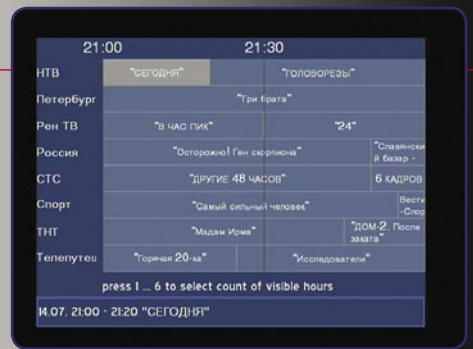 21:00 21:30
НТВ "СЕГОДНЯ" "ГОЛОВОРЕЗЫ"
Петербург "Три брата"
Рен ТВ "В ЧАС ПИК" "24"
Россия "Осторожно! Ген скорпиона" "Славянски
й базар -
СТС "ДРУГИЕ 48 ЧАСОВ" 6 КАДРОВ
Спорт "Самый сильный человек" Вести
-Спор
ТНТ "Мадам Ирма" "ДОМ-2. После
заката"
Телепутеш "Горячая 20-ка" "Исследователи"
press 1 ... 6 to select count of visible hours
14.07. 21:00 - 21:20 "СЕГОДНЯ"